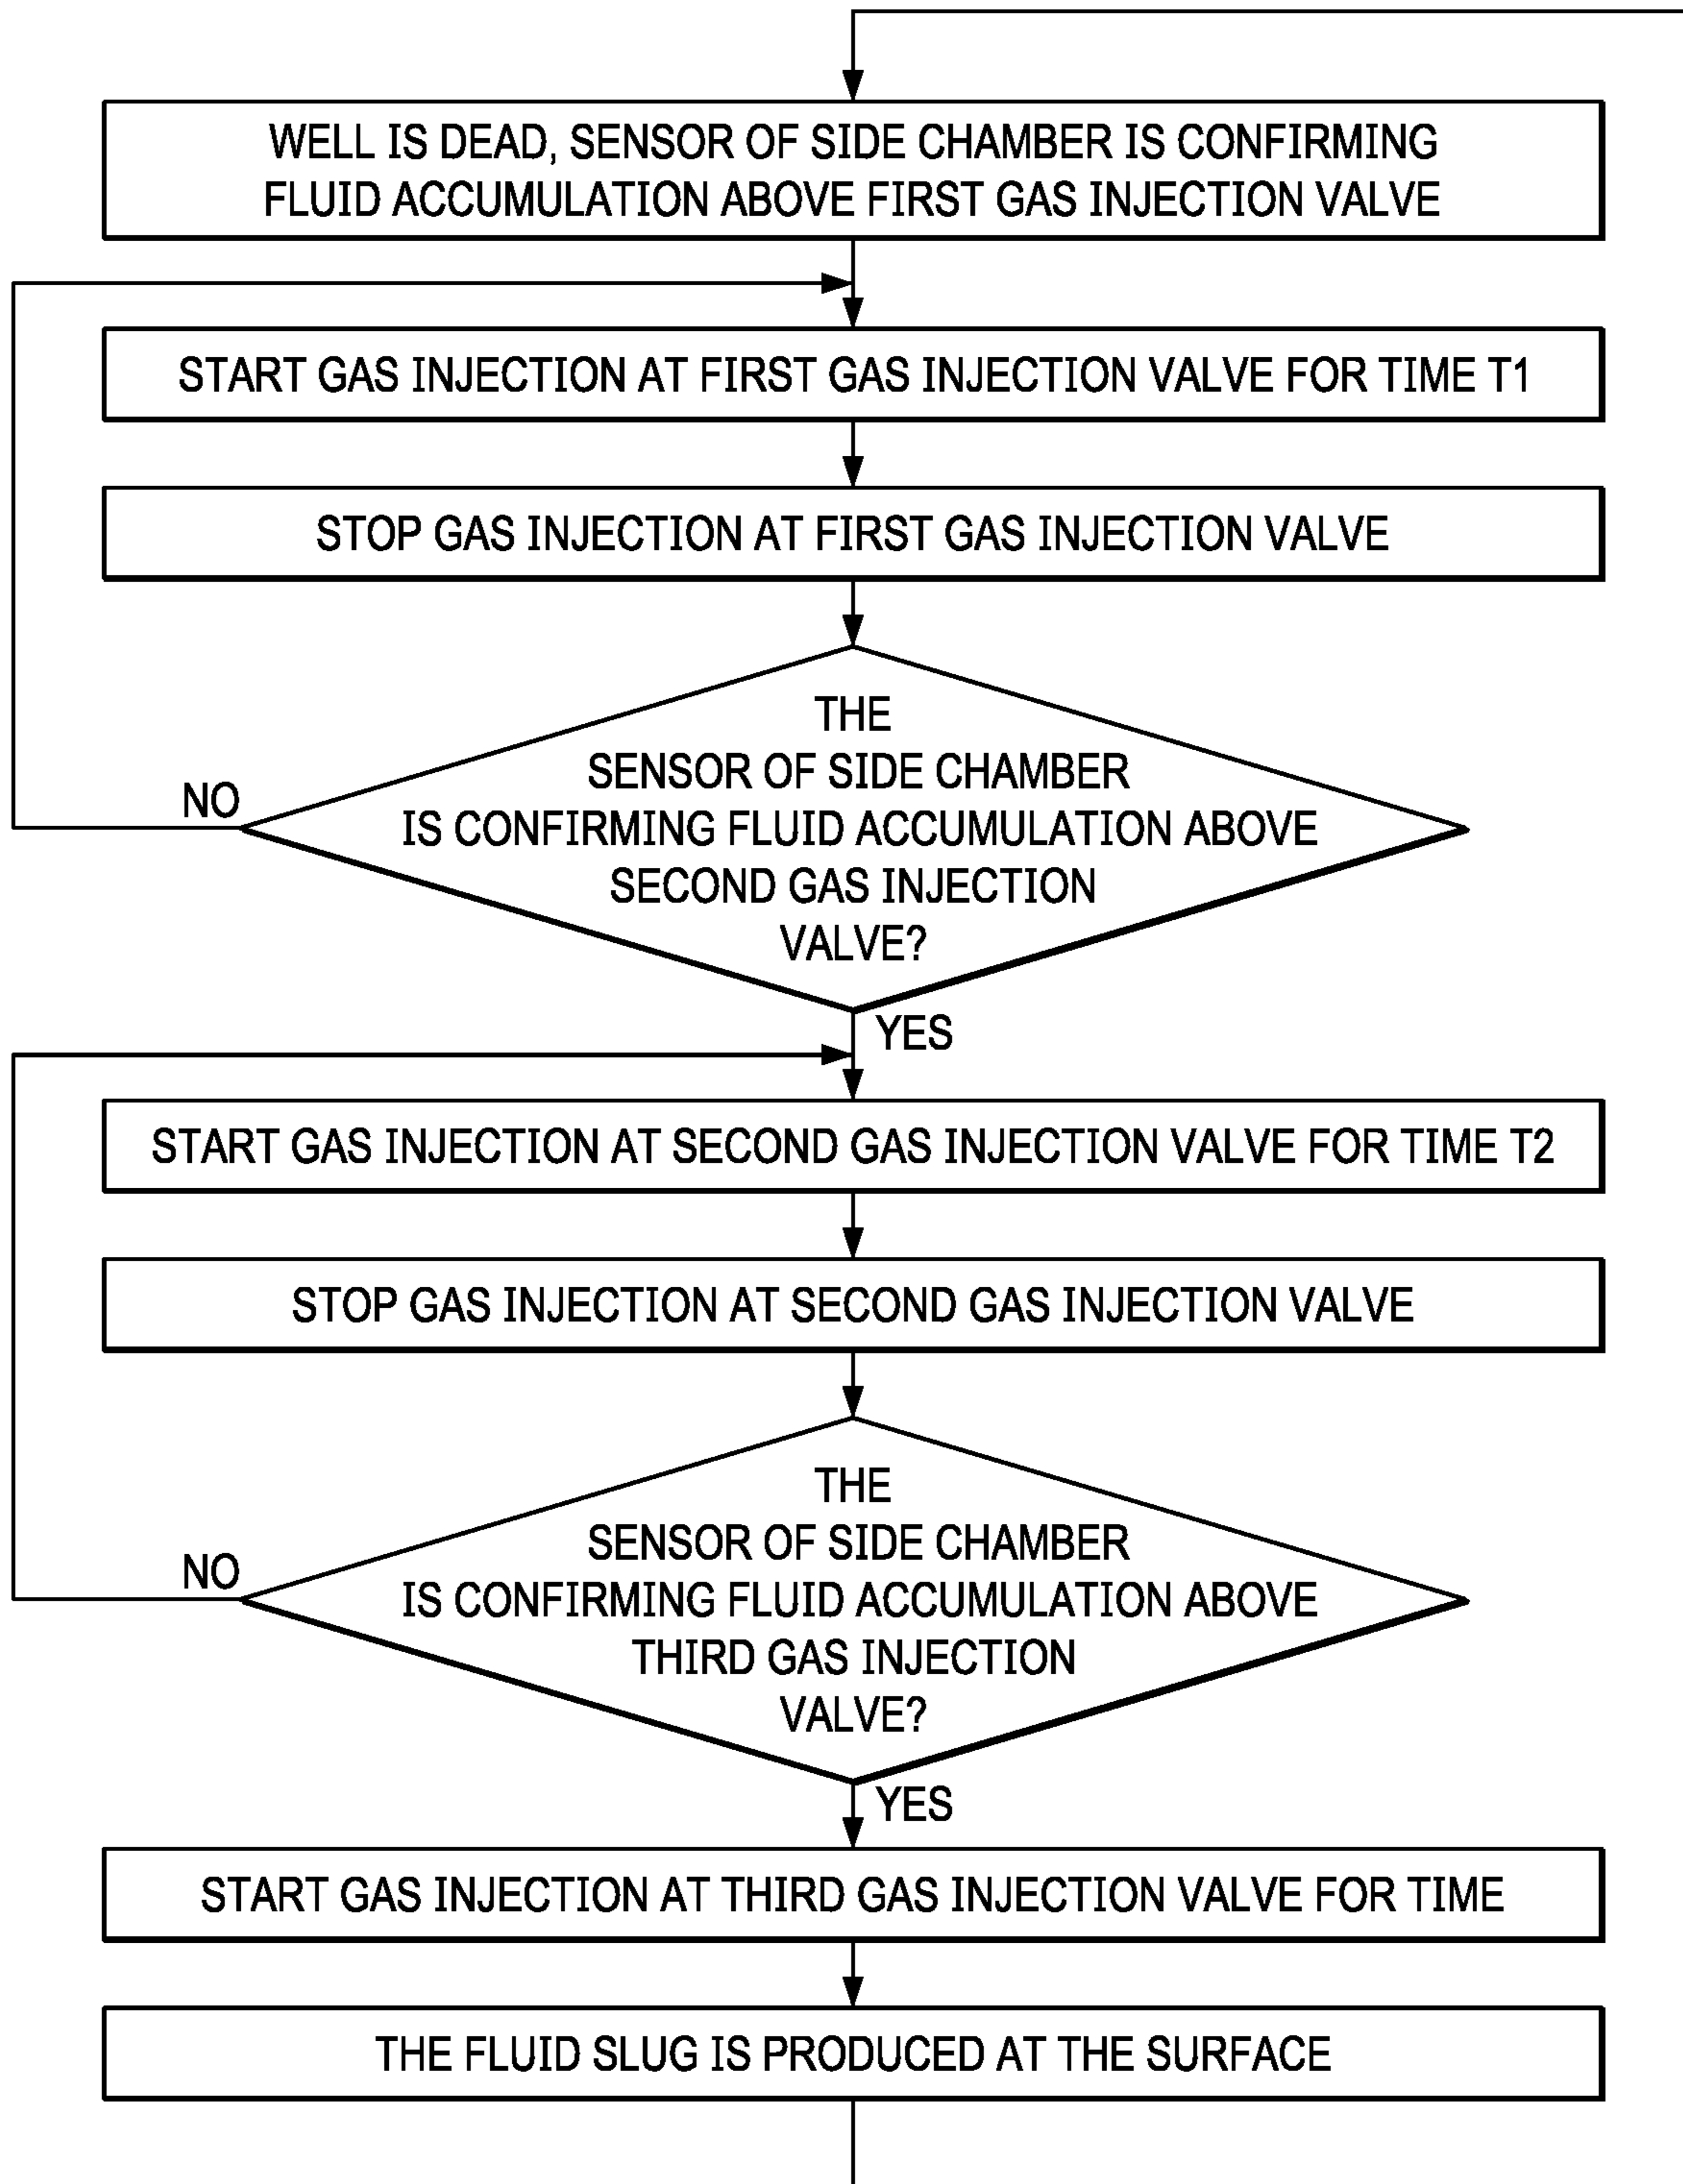 WELL IS DEAD, SENSOR OF SIDE CHAMBER IS CONFIRMING
FLUID ACCUMULATION ABOVE FIRST GAS INJECTION VALVE
START GAS INJECTION AT FIRST GAS INJECTION VALVE FOR TIME T1
STOP GAS INJECTION AT FIRST GAS INJECTION VALVE
THE
SENSOR OF SIDE CHAMBER
IS CONFIRMING FLUID ACCUMULATION ABOVE
SECOND GAS INJECTION
VALVE?
NO
YES
START GAS INJECTION AT SECOND GAS INJECTION VALVE FOR TIME T2
STOP GAS INJECTION AT SECOND GAS INJECTION VALVE
THE
SENSOR OF SIDE CHAMBER
IS CONFIRMING FLUID ACCUMULATION ABOVE
THIRD GAS INJECTION
VALVE?
NO
YES
START GAS INJECTION AT THIRD GAS INJECTION VALVE FOR TIME
THE FLUID SLUG IS PRODUCED AT THE SURFACE